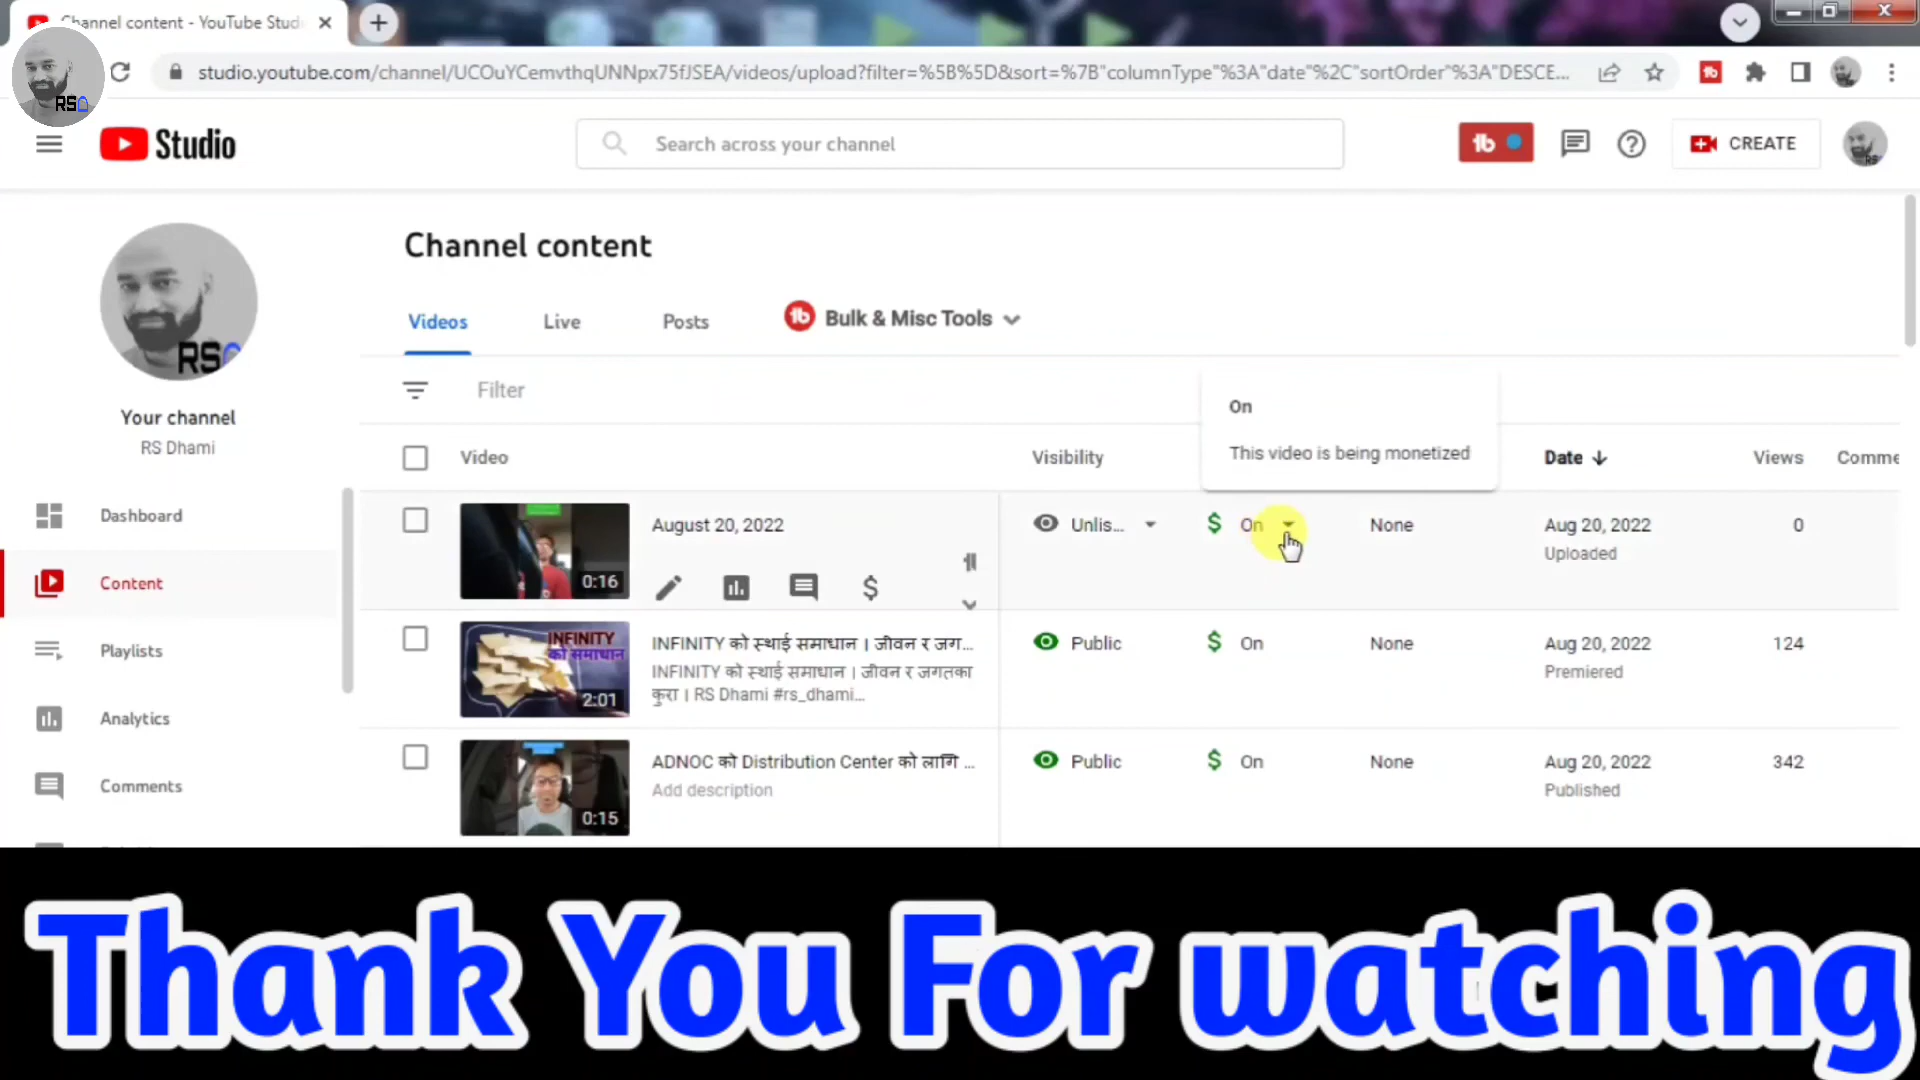 Channel content - YouTube Studi
studio.youtube.com/channel/UCOuYCemvthqUNNpx75fJSEA/videos/upload?filter=%5B%5D&sort=%7B"columnType"%3A"date"%2C"sortOrder"%3A"DESCE...
RS
Studio
Search across your channel
CREATE
RS
Your channel
RS Dhami
Dashboard
Content
Playlists
Analytics
Comments
Channel content
Videos Live Posts Bulk & Misc Tools
Filter
On
This video is being monetized
Video Visibility Date Views Comme
August 20, 2022 Unlis... On None Aug 20, 2022 0
Uploaded
0:16
INFINITY
को समाधान
2:01
INFINITY को स्थाई समाधान । जीवन र जग... Public On None Aug 20, 2022 124
INFINITY को स्थाई समाधान । जीवन र जगतका Premiered
कुरा । RS Dhami #rs_dhami...
ADNOC को Distribution Center को लागि ... Public On None Aug 20, 2022 342
Add description Published
0:15
Thank You For watching